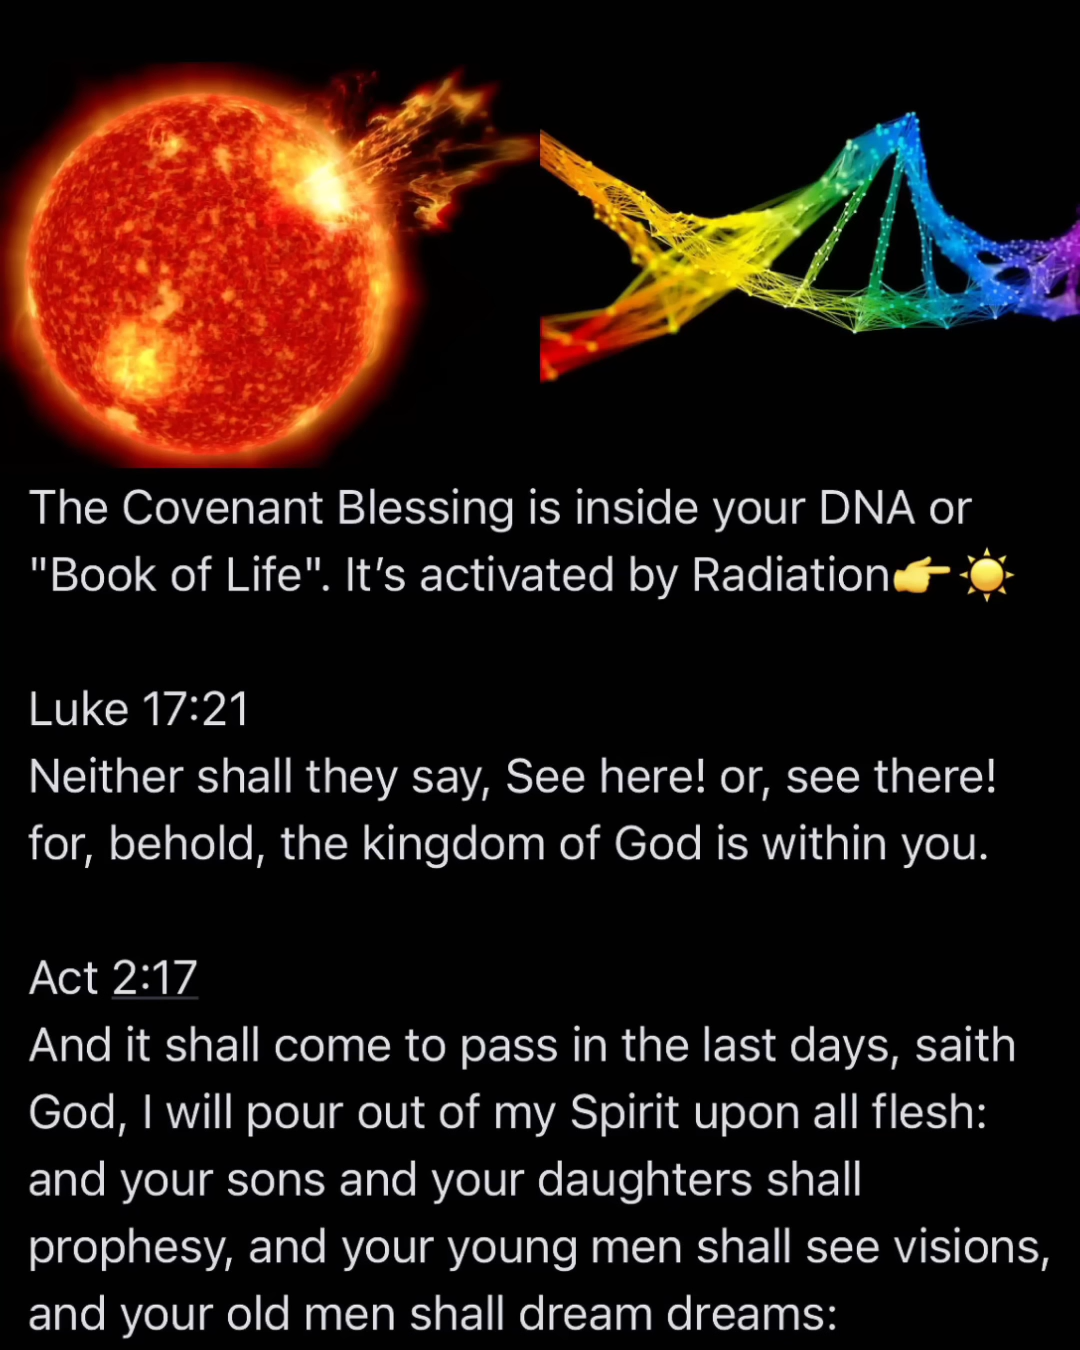 The Covenant Blessing is inside your DNA or
"Book of Life". It’s activated by Radiation👉☀️
Luke 17:21
Neither shall they say, See here! or, see there!
for, behold, the kingdom of God is within you.
Act 2:17
And it shall come to pass in the last days, saith
God, I will pour out of my Spirit upon all flesh:
and your sons and your daughters shall
prophesy, and your young men shall see visions,
and your old men shall dream dreams: